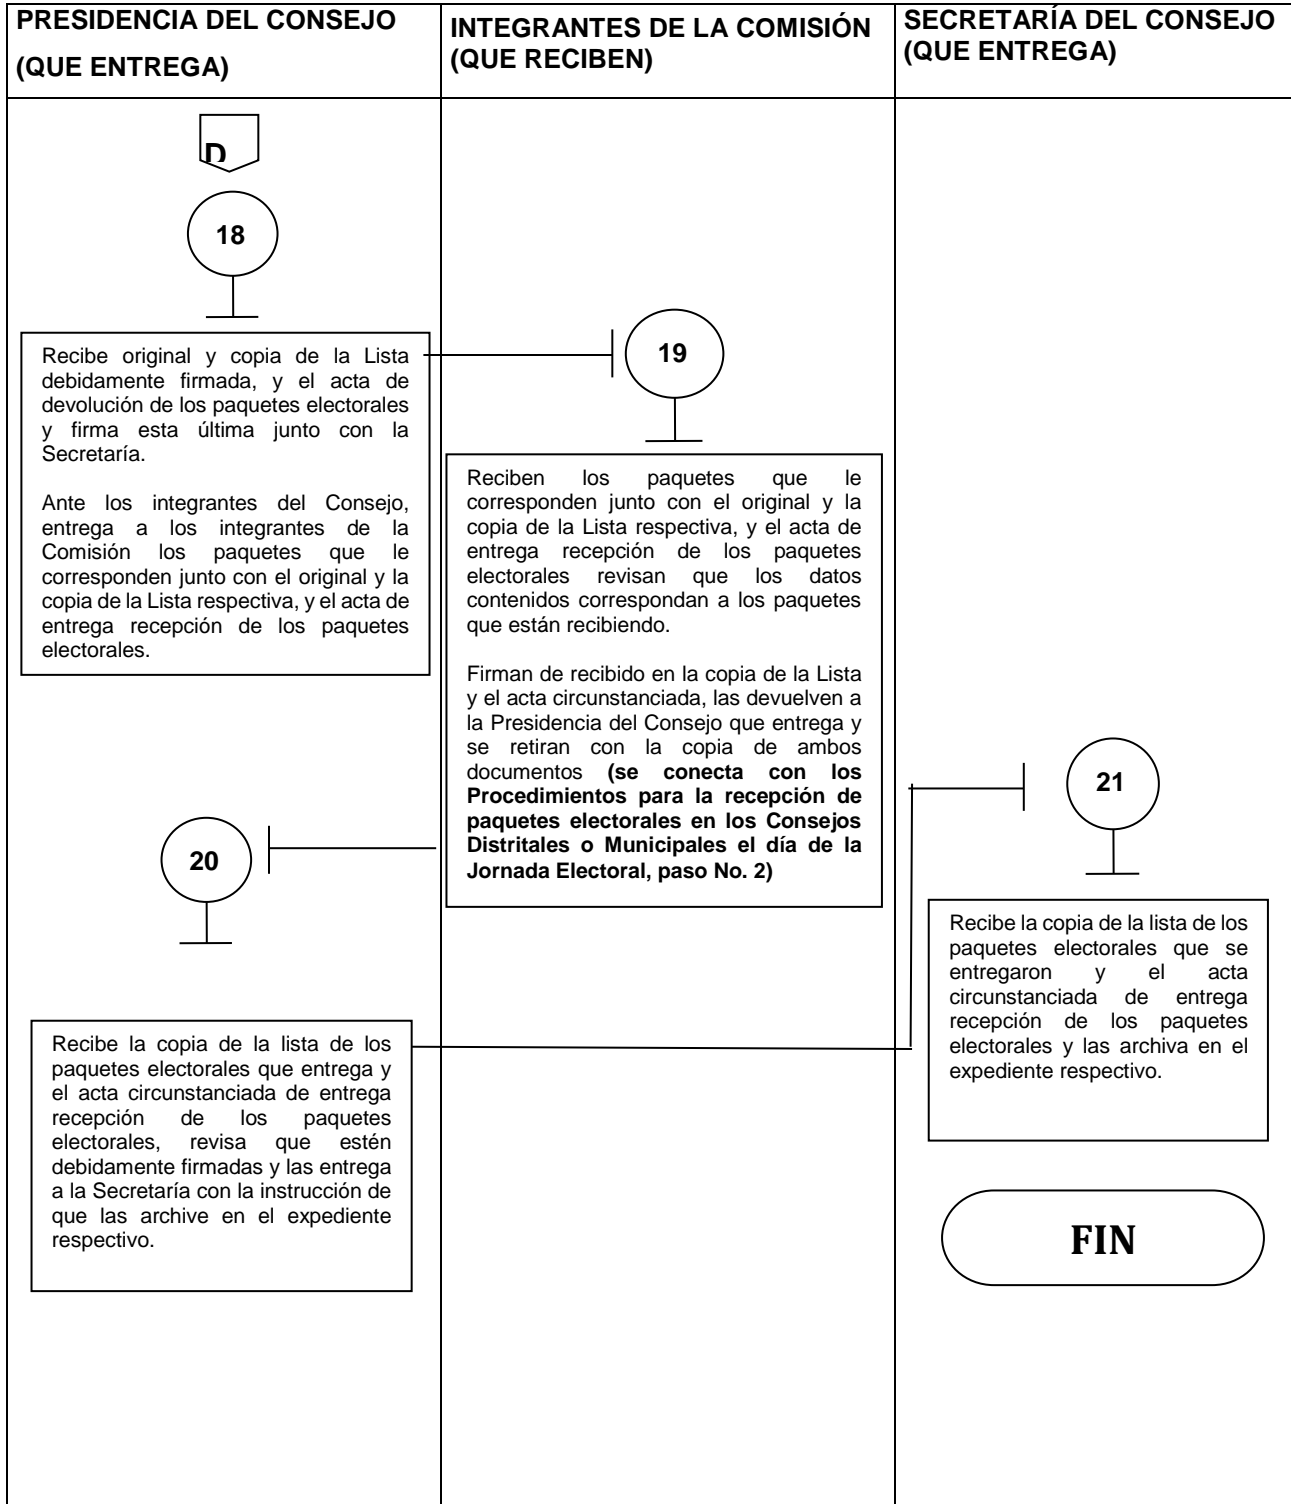 PRESIDENCIA DEL CONSEJO
(QUE ENTREGA)
INTEGRANTES DE LA COMISIÓN
(QUE RECIBEN)
SECRETARÍA DEL CONSEJO
(QUE ENTREGA)
D
18
Recibe original y copia de la Lista
debidamente firmada, y el acta de
devolución de los paquetes electorales
y firma esta última junto con la
Secretaría.
Ante los integrantes del Consejo,
entrega a los integrantes de la
Comisión los paquetes que le
corresponden junto con el original y la
copia de la Lista respectiva, y el acta de
entrega recepción de los paquetes
electorales.
19
Reciben los paquetes que le
corresponden junto con el original y la
copia de la Lista respectiva, y el acta de
entrega recepción de los paquetes
electorales revisan que los datos
contenidos correspondan a los paquetes
que están recibiendo.
Firman de recibido en la copia de la Lista
y el acta circunstanciada, las devuelven a
la Presidencia del Consejo que entrega y
se retiran con la copia de ambos
documentos (se conecta con los
Procedimientos para la recepción de
paquetes electorales en los Consejos
Distritales o Municipales el día de la
Jornada Electoral, paso No. 2)
20
Recibe la copia de la lista de los
paquetes electorales que entrega y
el acta circunstanciada de entrega
recepción de los paquetes
electorales, revisa que estén
debidamente firmadas y las entrega
a la Secretaría con la instrucción de
que las archive en el expediente
respectivo.
21
Recibe la copia de la lista de los
paquetes electorales que se
entregaron y el acta
circunstanciada de entrega
recepción de los paquetes
electorales y las archiva en el
expediente respectivo.
FIN